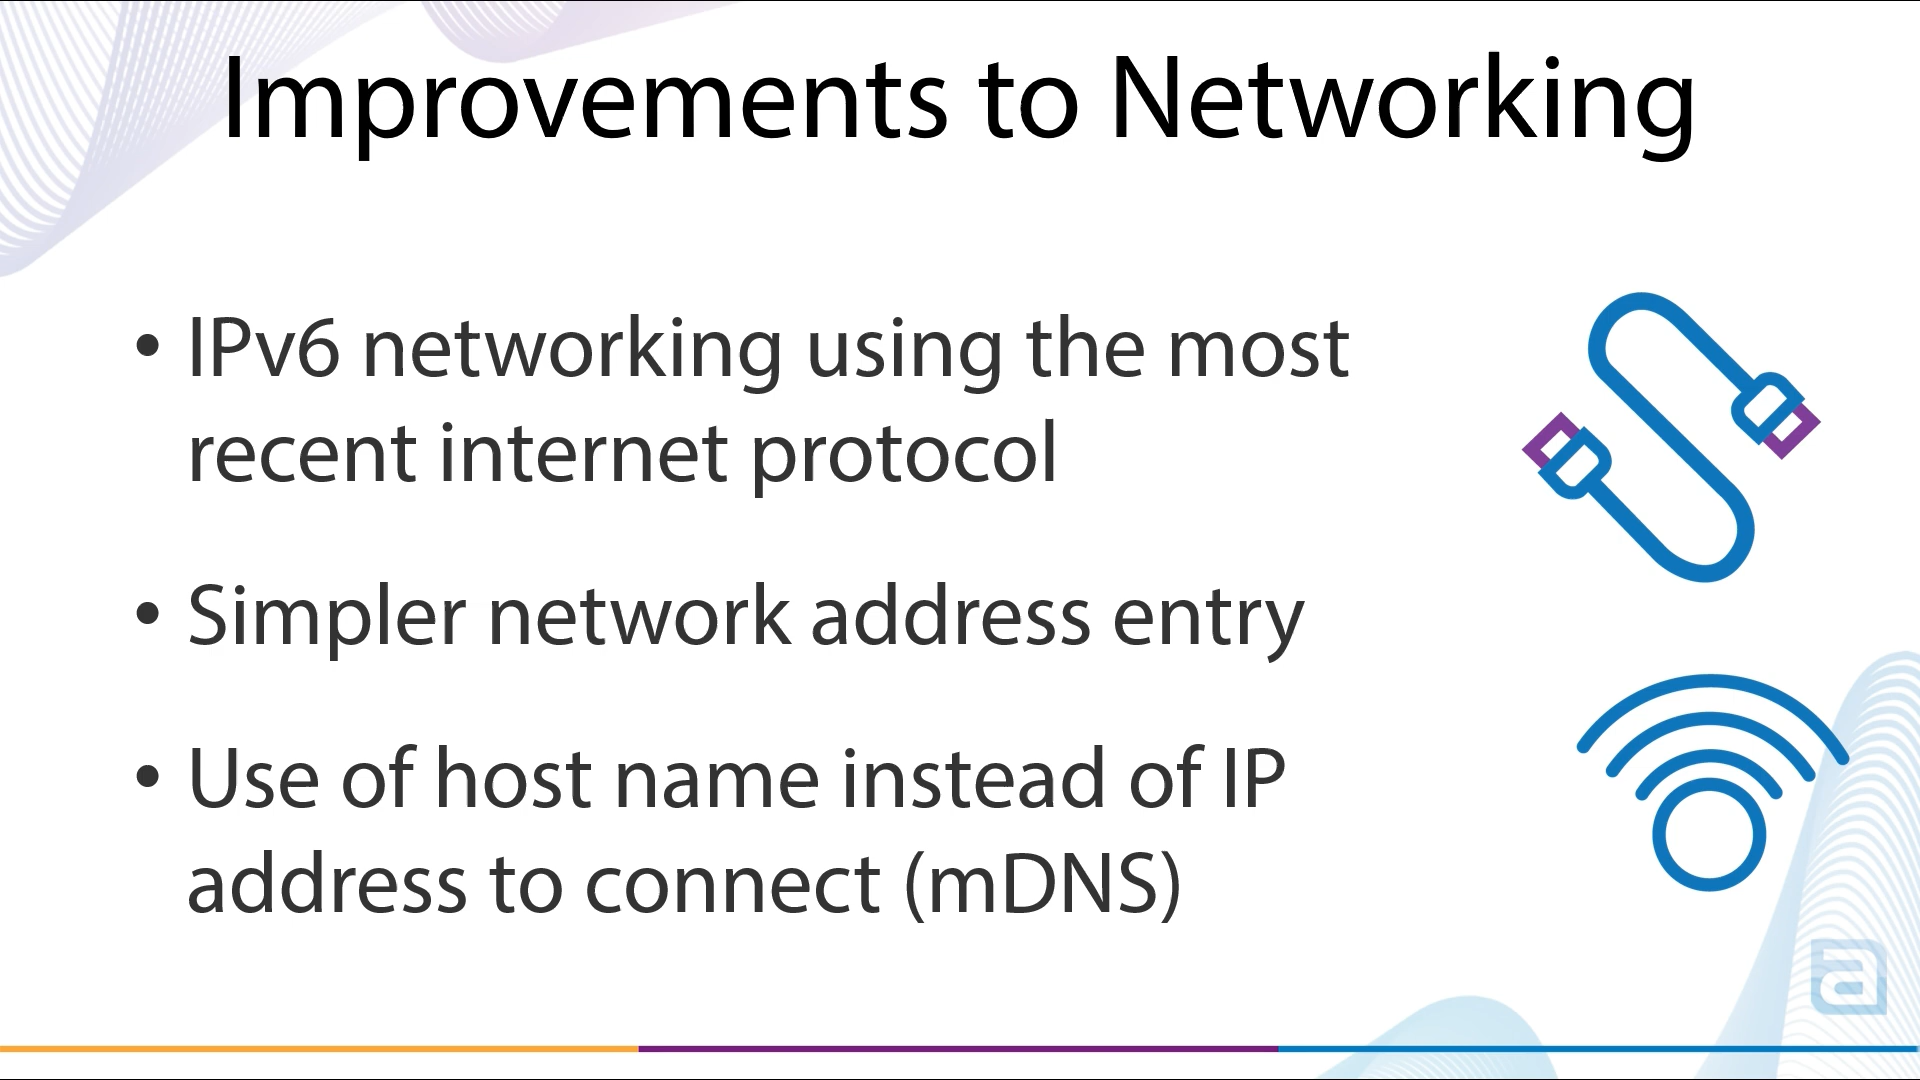 Improvements to Networking
• IPv6 networking using the most
recent internet protocol
• Simpler network address entry
• Use of host name instead of IP
address to connect (mDNS)
a